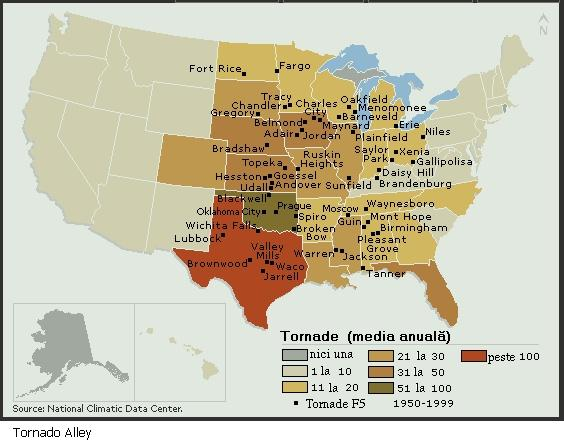 N
Fort Rice
Fargo
Tracy
Chandler
Charles City
Oakfield
Menomonee
Gregory
Belmond
Barneveld
Maynard
Erie
Adair
Jordan
Plainfield
Niles
Bradshaw
Ruskin Heights
Saylor Park
Xenia
Gallipolisa
Topeka
Hesston
Goessel
Daisy Hill
Udall
Andover
Sunfield
Brandenburg
Blackwell
Prague
Moscow
Waynesboro
Oklahoma City
Spiro
Guin
Mont Hope
Wichita Falls
Broken Bow
Birmingham
Lubbock
Pleasant Grove
Valley Mills
Warren
Jackson
Brownwood
Waco
Tanner
Jarrell
Tornade (media anuală)
nici una
21 la 30
peste 100
1 la 10
31 la 50
11 la 20
51 la 100
Tornade F5
1950-1999
Source: National Climatic Data Center.
Tornado Alley